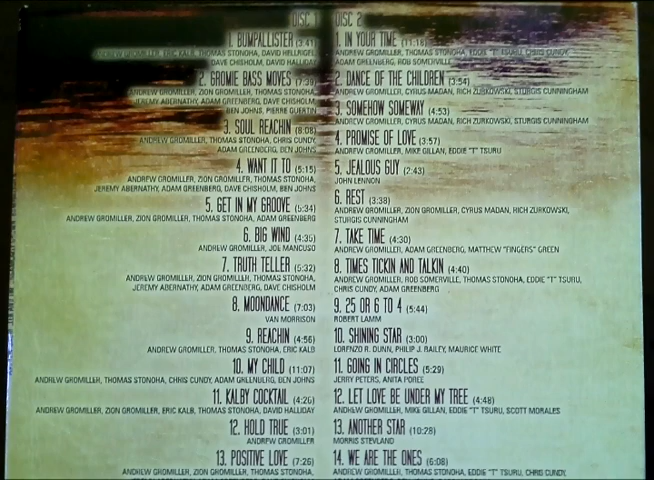 DISC 1
1. BUMPALLISTER (3:41)
ANDREW GROMILLER, ERIC KALB, THOMAS STONOHA, DAVID HELLRIGEL,
DAVE CHISHOLM, DAVID HALLIDAY
2. GROMIE BASS MOVES
ANDREW GROMILLER, ZION GROMILLER, THOMAS STONOHA,
JEREMY ABERNATHY, ADAM GREENBERG, DAVE CHISHOLM,
BEN JOHNS, PIERRE GUERTIN
3. SOUL REACHIN (8:08)
ANDREW GROMILLER, THOMAS STONOHA, CHRIS CUNDY,
ADAM GREENBERG, BEN JOHNS
4. WANT IT TO (5:15)
ANDREW GROMILLER, ZION GROMILLER, THOMAS STONOHA,
JEREMY ABERNATHY, ADAM GREENBERG, DAVE CHISHOLM, BEN JOHNS
5. GET IN MY GROOVE (5:34)
ANDREW GROMILLER, ZION GROMILLER, THOMAS STONOHA, ADAM GREENBERG
6. BIG WIND (4:35)
ANDREW GROMILLER, JOE MANCUSO
7. TRUTH TELLER (5:32)
ANDREW GROMILLER, ZION GROMILLER, THOMAS STONOHA,
JEREMY ABERNATHY, ADAM GREENBERG, DAVE CHISHOLM
8. MOONDANCE (7:03)
VAN MORRISON
9. REACHIN (4:56)
ANDREW GROMILLER, THOMAS STONOHA, ERIC KALB
10. MY CHILD (11:07)
ANDREW GROMILLER, THOMAS STONOHA, CHRIS CUNDY, ADAM GREENBERG, BEN JOHNS
11. KALBY COCKTAIL (4:26)
ANDREW GROMILLER, ZION GROMILLER, ERIC KALB, THOMAS STONOHA, DAVID HALLIDAY
12. HOLD TRUE (3:01)
ANDREW GROMILLER
13. POSITIVE LOVE (7:26)
ANDREW GROMILLER, ZION GROMILLER, THOMAS STONOHA,
DISC 2
1. IN YOUR TIME (11:18)
ANDREW GROMILLER, THOMAS STONOHA, EDDIE "T" TSURU, CHRIS CUNDY,
ADAM GREENBERG, ROB SOMERVILLE
2. DANCE OF THE CHILDREN (3:54)
ANDREW GROMILLER, CYRUS MADAN, RICH ZURKOWSKI, STURGIS CUNNINGHAM
3. SOMEHOW SOMEWAY (4:53)
ANDREW GROMILLER, CYRUS MADAN, RICH ZURKOWSKI, STURGIS CUNNINGHAM
4. PROMISE OF LOVE (3:57)
ANDREW GROMILLER, MIKE GILLAN, EDDIE "T" TSURU
5. JEALOUS GUY (2:43)
JOHN LENNON
6. REST (3:38)
ANDREW GROMILLER, ZION GROMILLER, CYRUS MADAN, RICH ZURKOWSKI,
STURGIS CUNNINGHAM
7. TAKE TIME (4:30)
ANDREW GROMILLER, ADAM GREENBERG, MATTHEW "FINGERS" GREEN
8. TIMES TICKIN AND TALKIN (4:40)
ANDREW GROMILLER, ROB SOMERVILLE, THOMAS STONOHA, EDDIE "T" TSURU,
CHRIS CUNDY, ADAM GREENBERG
9. 25 OR 6 TO 4 (5:44)
ROBERT LAMM
10. SHINING STAR (3:00)
LORENZO R. DUNN, PHILIP J. BAILEY, MAURICE WHITE
11. GOING IN CIRCLES (5:29)
JERRY PETERS, ANITA POREE
12. LET LOVE BE UNDER MY TREE (4:48)
ANDREW GROMILLER, MIKE GILLAN, EDDIE "T" TSURU, SCOTT MORALES
13. ANOTHER STAR (10:28)
MORRIS STEVLAND
14. WE ARE THE ONES (6:08)
ANDREW GROMILLER, THOMAS STONOHA, EDDIE "T" TSURU, CHRIS CUNDY,